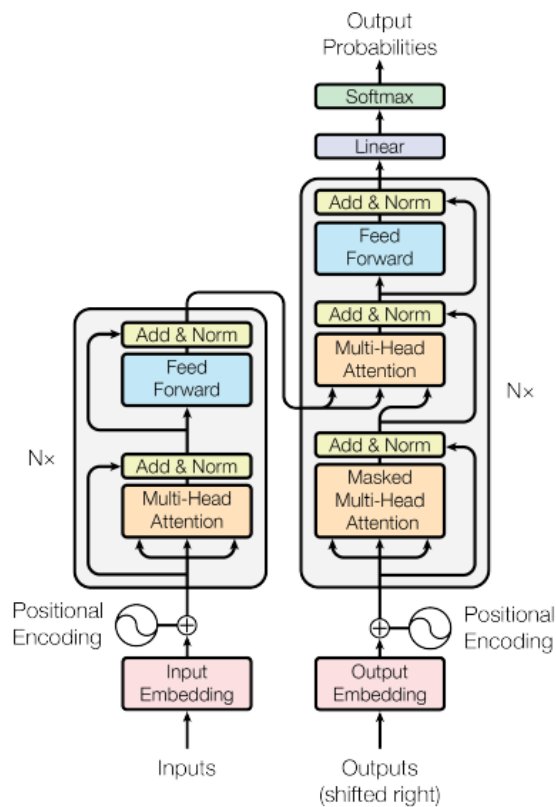 Output
Probabilities
Softmax
Linear
Add & Norm
Feed
Forward
Add & Norm
Multi-Head
Attention
Add & Norm
Masked
Multi-Head
Attention
N×
Positional
Encoding
Output
Embedding
Outputs
(shifted right)
Add & Norm
Feed
Forward
Add & Norm
Multi-Head
Attention
N×
Positional
Encoding
Input
Embedding
Inputs